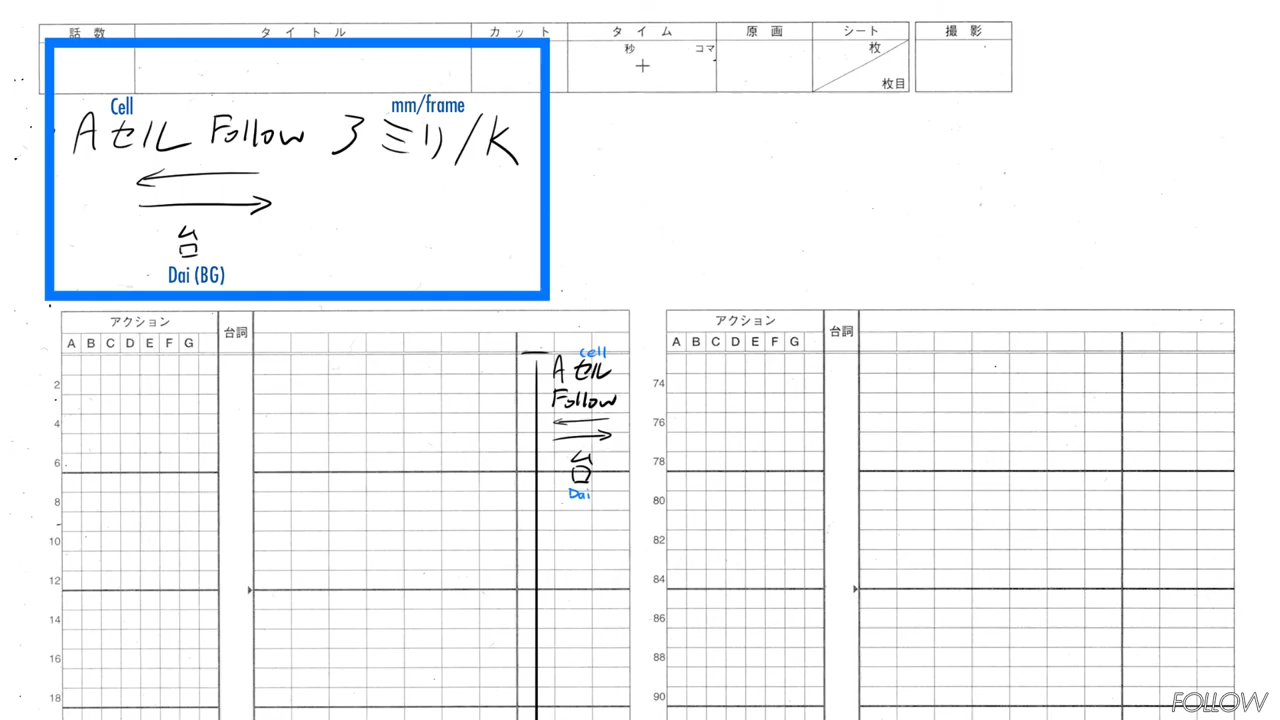 話数 タイトル カット タイム 原画 シート 撮影
秒 コマ 枚
+ 枚目
Cell mm/frame
Aセル Follow 3ミリ/K
台
Dai (BG)
アクション
A B C D E F G
台詞
2
4
6
8
10
12
14
16
18
cell
Aセル
Follow
台
Dai
アクション
A B C D E F G
台詞
74
76
78
80
82
84
86
88
90
FOLLOW